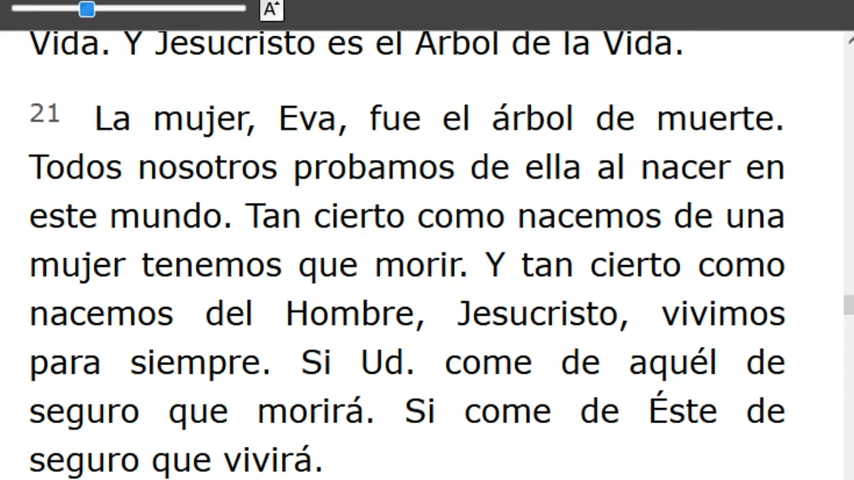 A
Vida. Y Jesucristo es el Árbol de la Vida.
21 La mujer, Eva, fue el árbol de muerte.
Todos nosotros probamos de ella al nacer en
este mundo. Tan cierto como nacemos de una
mujer tenemos que morir. Y tan cierto como
nacemos del Hombre, Jesucristo, vivimos
para siempre. Si Ud. come de aquél de
seguro que morirá. Si come de Éste de
seguro que vivirá.